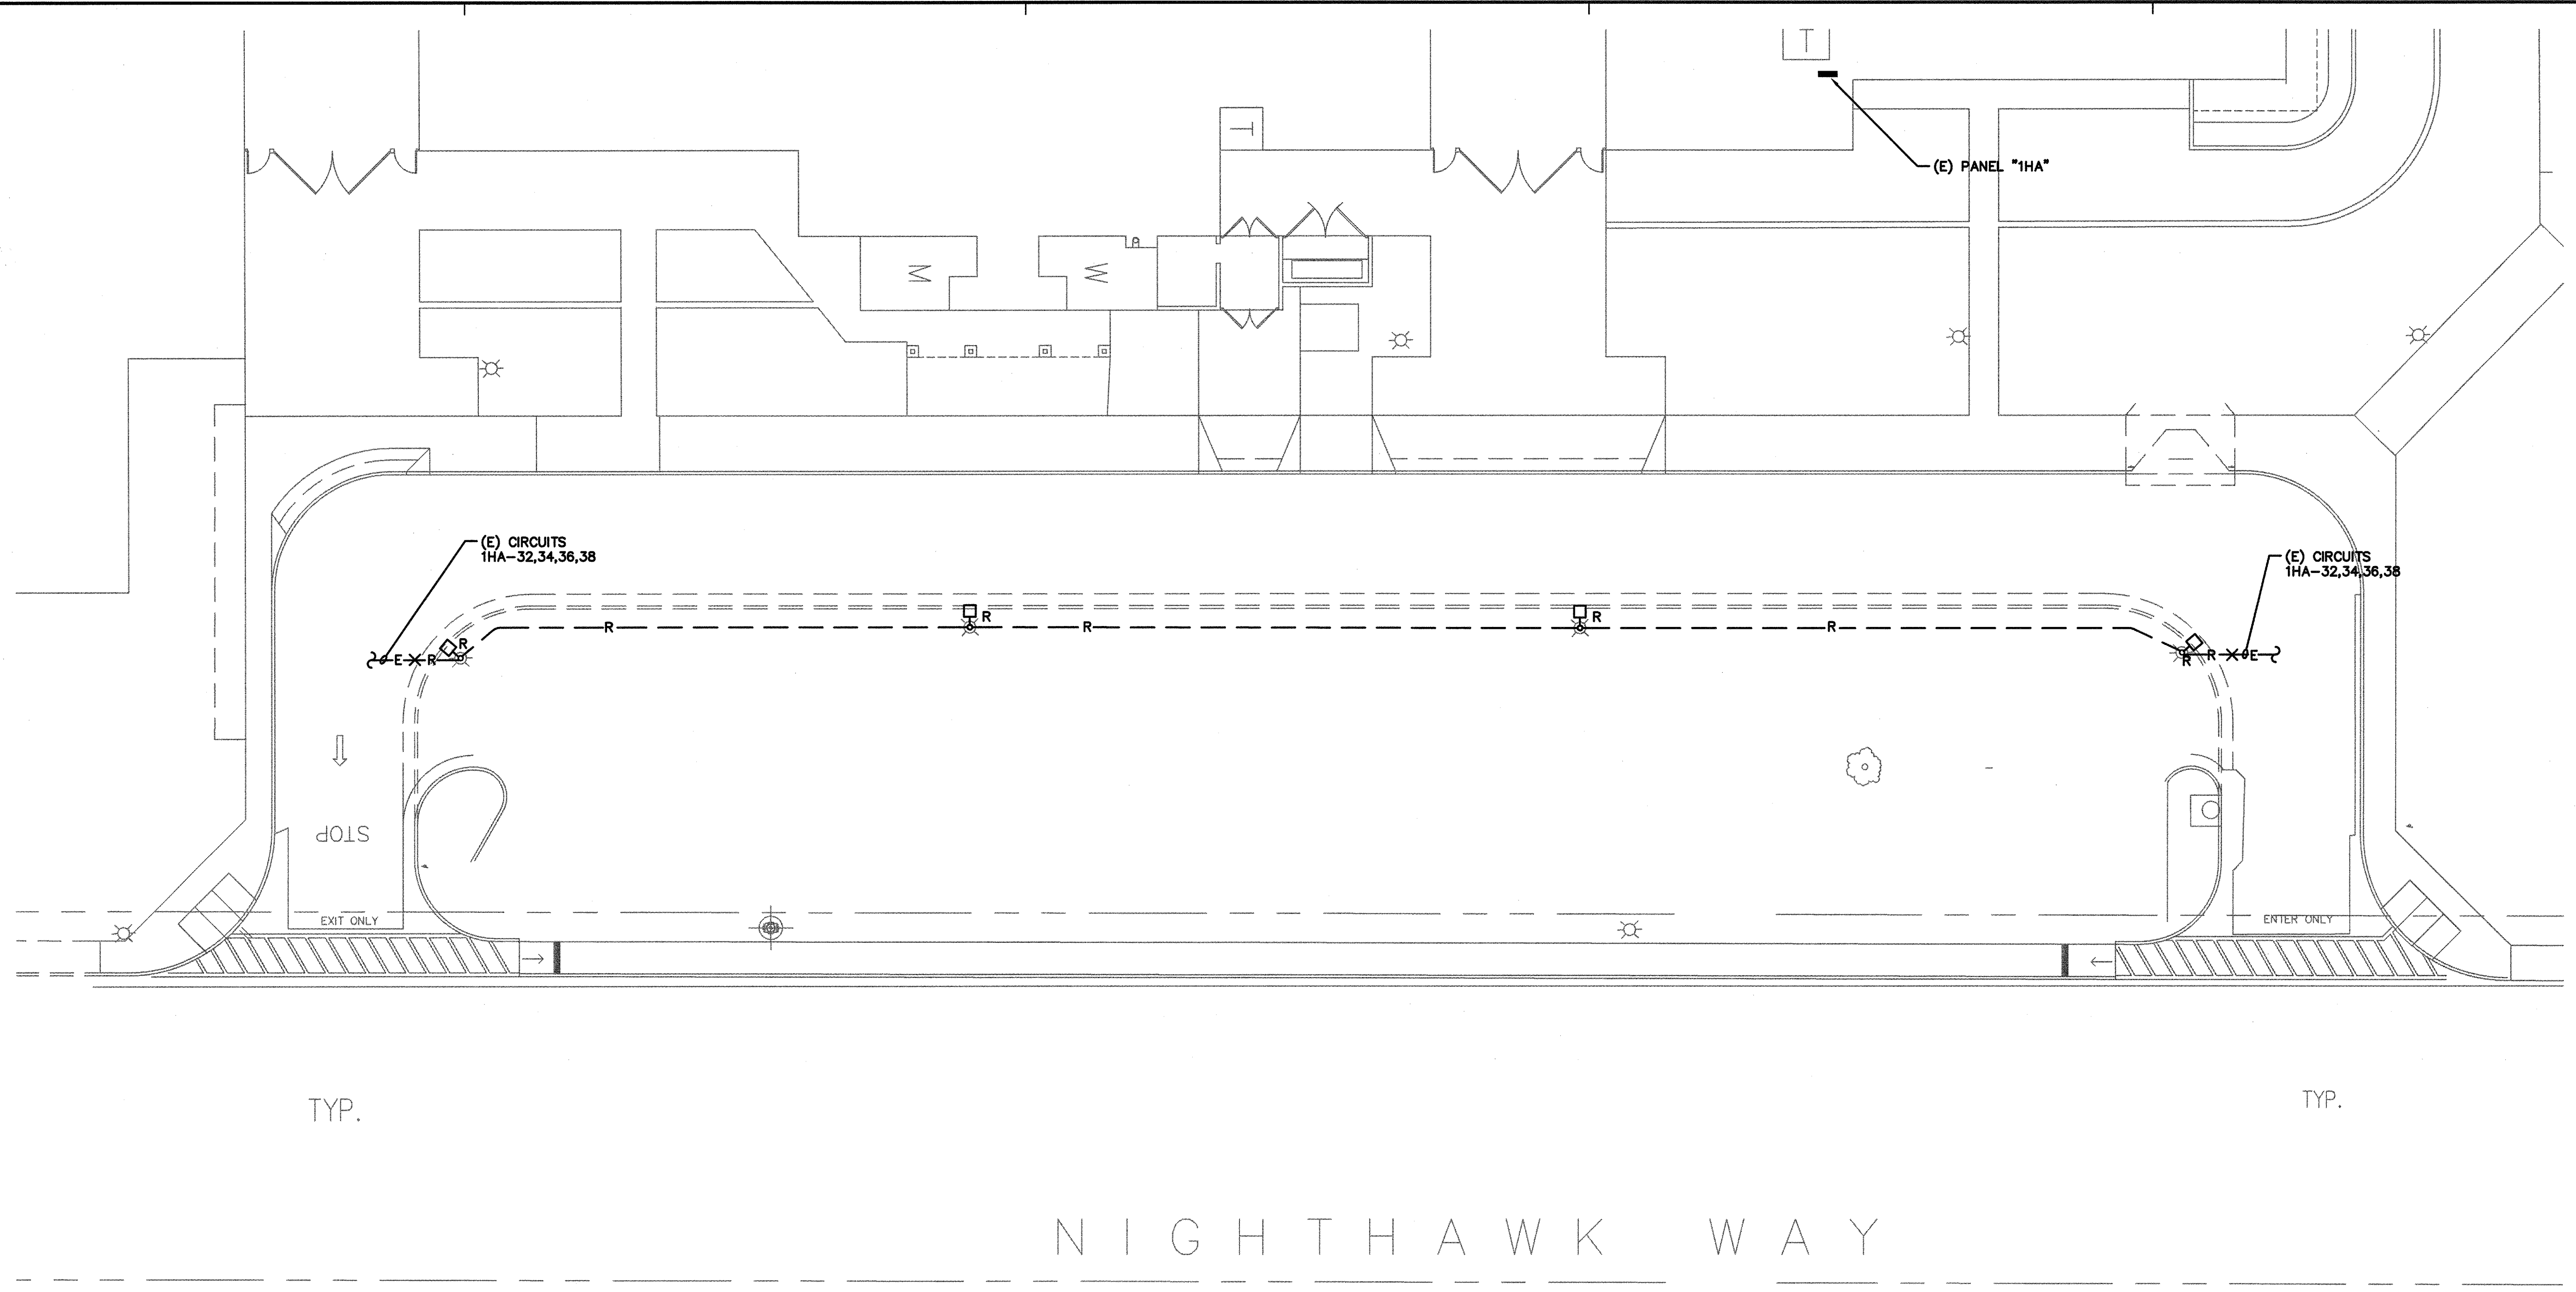 T
T
(E) PANEL "1HA"
M
W
(E) CIRCUITS
1HA-32,34,36,38
(E) CIRCUITS
1HA-32,34,36,38
R
R
R
R
R
R
E
R
R
R
E
STOP
EXIT ONLY
ENTER ONLY
TYP.
TYP.
NIGHTHAWK WAY